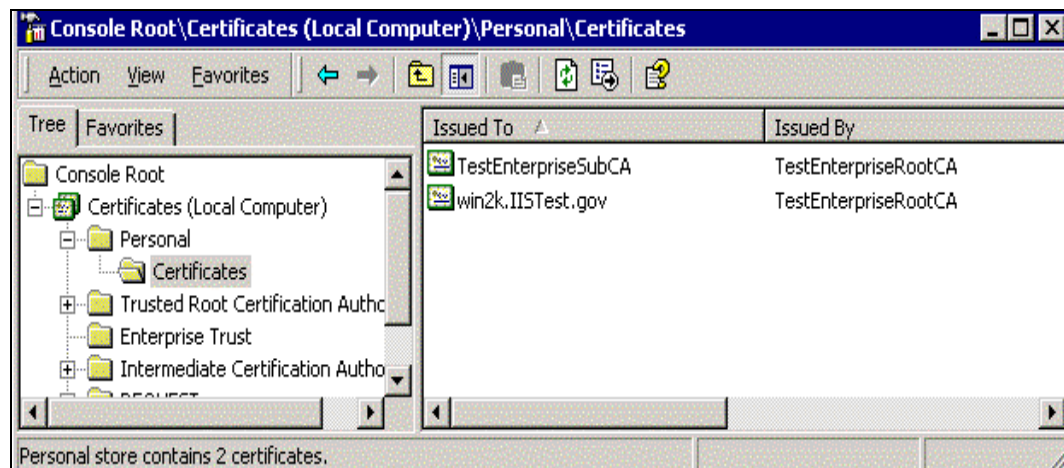 Console Root\Certificates (Local Computer)\Personal\Certificates
Action View Favorites
Tree Favorites
Issued To Issued By
Console Root
Certificates (Local Computer)
Personal
Certificates
Trusted Root Certification Autho
Enterprise Trust
Intermediate Certification Autho
REQUEST
TestEnterpriseSubCA TestEnterpriseRootCA
win2k.IISTest.gov TestEnterpriseRootCA
Personal store contains 2 certificates.